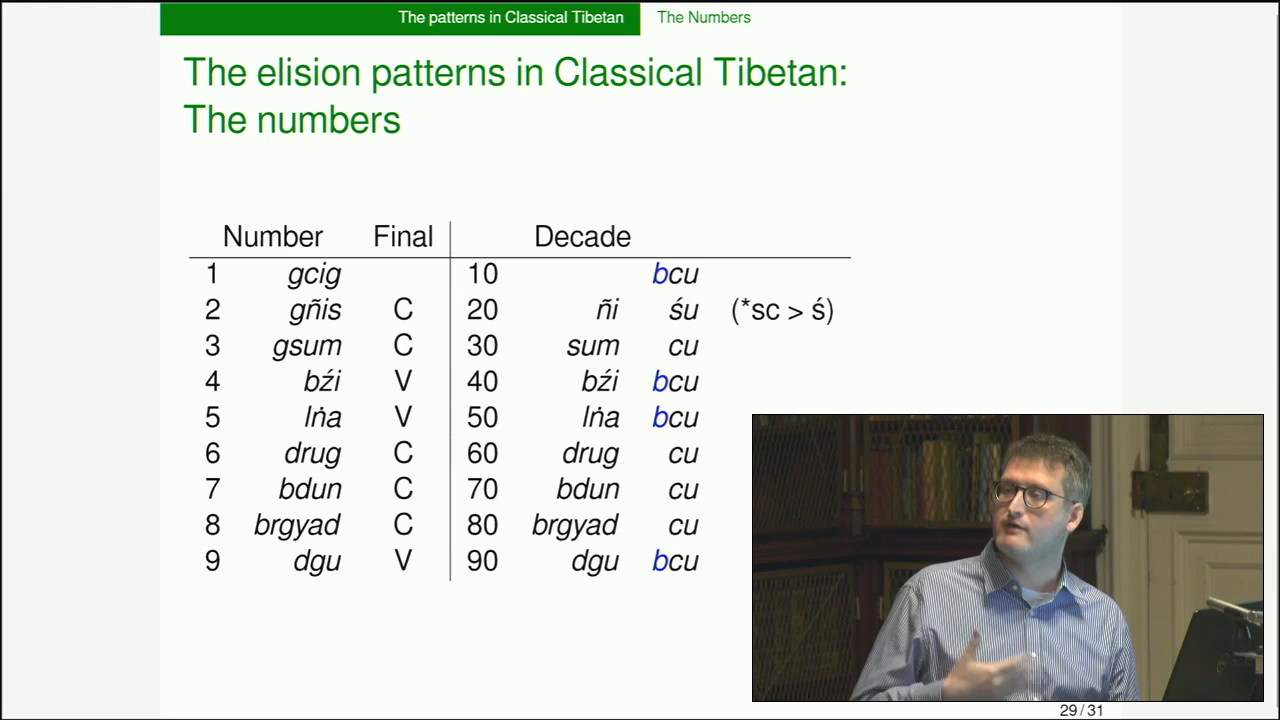 The patterns in Classical Tibetan The Numbers
The elision patterns in Classical Tibetan:
The numbers
Number Final Decade
1 gcig 10 bcu
2 gñis C 20 ñi śu (*sc > ś)
3 gsum C 30 sum cu
4 bźi V 40 bźi bcu
5 lṅa V 50 lṅa bcu
6 drug C 60 drug cu
7 bdun C 70 bdun cu
8 brgyad C 80 brgyad cu
9 dgu V 90 dgu bcu
29 / 31